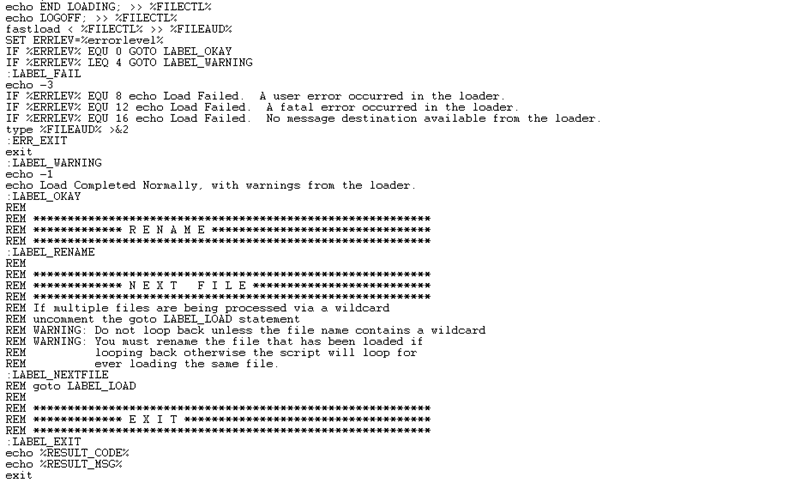 echo END LOADING; >> %FILECTL%
echo LOGOFF; >> %FILECTL%
fastload < %FILECTL% >> %FILEAUD%
SET ERRLEV=%errorlevel%
IF %ERRLEV% EQU 0 GOTO LABEL_OKAY
IF %ERRLEV% LEQ 4 GOTO LABEL_WARNING
:LABEL_FAIL
echo -3
IF %ERRLEV% EQU 8 echo Load Failed.  A user error occurred in the loader.
IF %ERRLEV% EQU 12 echo Load Failed.  A fatal error occurred in the loader.
IF %ERRLEV% EQU 16 echo Load Failed.  No message destination available from the loader.
type %FILEAUD% >&2
:ERR_EXIT
exit
:LABEL_WARNING
echo -1
echo Load Completed Normally, with warnings from the loader.
:LABEL_OKAY
REM
REM **********************************************************
REM ************* R E N A M E ********************************
REM **********************************************************
:LABEL_RENAME
REM
REM **********************************************************
REM ************* N E X T   F I L E **************************
REM **********************************************************
REM If multiple files are being processed via a wildcard
REM uncomment the goto LABEL_LOAD statement
REM WARNING: Do not loop back unless the file name contains a wildcard
REM WARNING: You must rename the file that has been loaded if
REM          looping back otherwise the script will loop for
REM          ever loading the same file.
:LABEL_NEXTFILE
REM goto LABEL_LOAD
REM
REM **********************************************************
REM ************* E X I T ************************************
REM **********************************************************
:LABEL_EXIT
echo %RESULT_CODE%
echo %RESULT_MSG%
exit